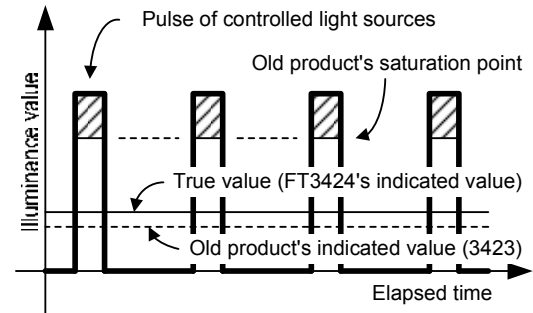 Pulse of controlled light sources
Old product's saturation point
Illuminance value
True value (FT3424's indicated value)
Old product's indicated value (3423)
Elapsed time